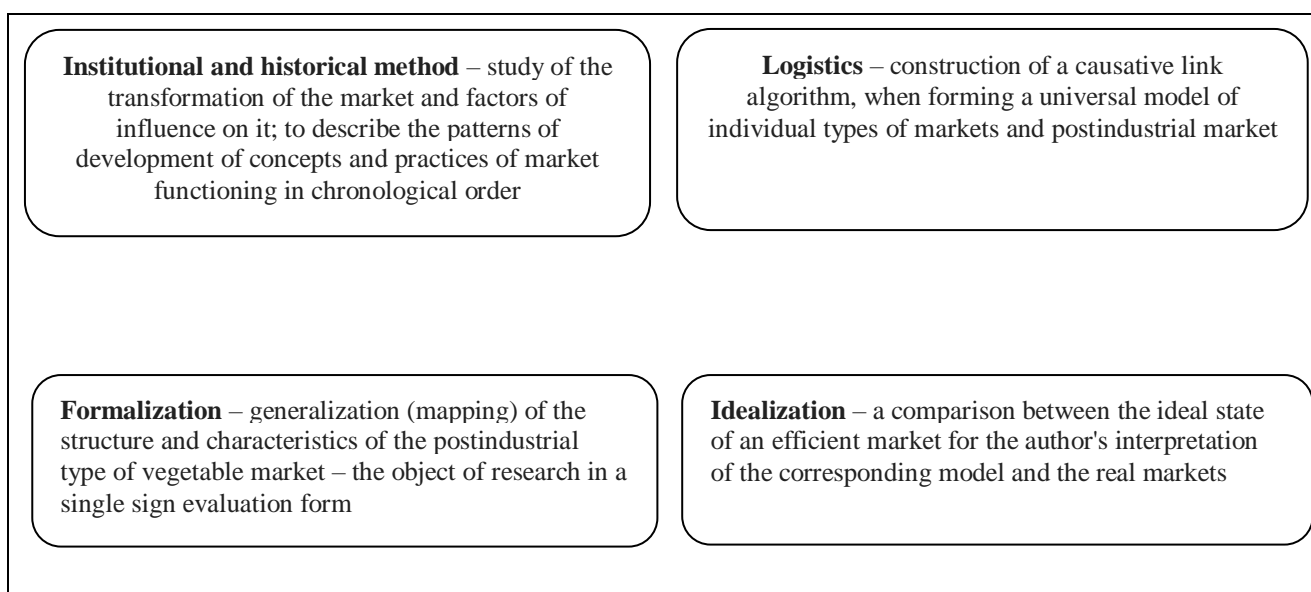 Institutional and historical method – study of the
transformation of the market and factors of
influence on it; to describe the patterns of
development of concepts and practices of market
functioning in chronological order
Logistics – construction of a causative link
algorithm, when forming a universal model of
individual types of markets and postindustrial market
Formalization – generalization (mapping) of the
structure and characteristics of the postindustrial
type of vegetable market – the object of research in a
single sign evaluation form
Idealization – a comparison between the ideal state
of an efficient market for the author's interpretation
of the corresponding model and the real markets